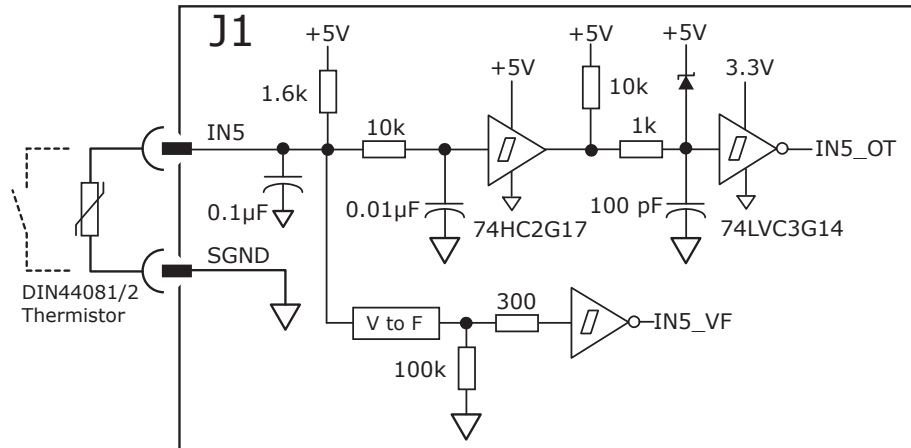 J1
+5V
+5V
+5V
+5V
3.3V
1.6k
10k
IN5
10k
1k
IN5_OT
0.1µF
0.01µF
100 pF
74HC2G17
74LVC3G14
SGND
DIN44081/2
Thermistor
V to F
300
IN5_VF
100k